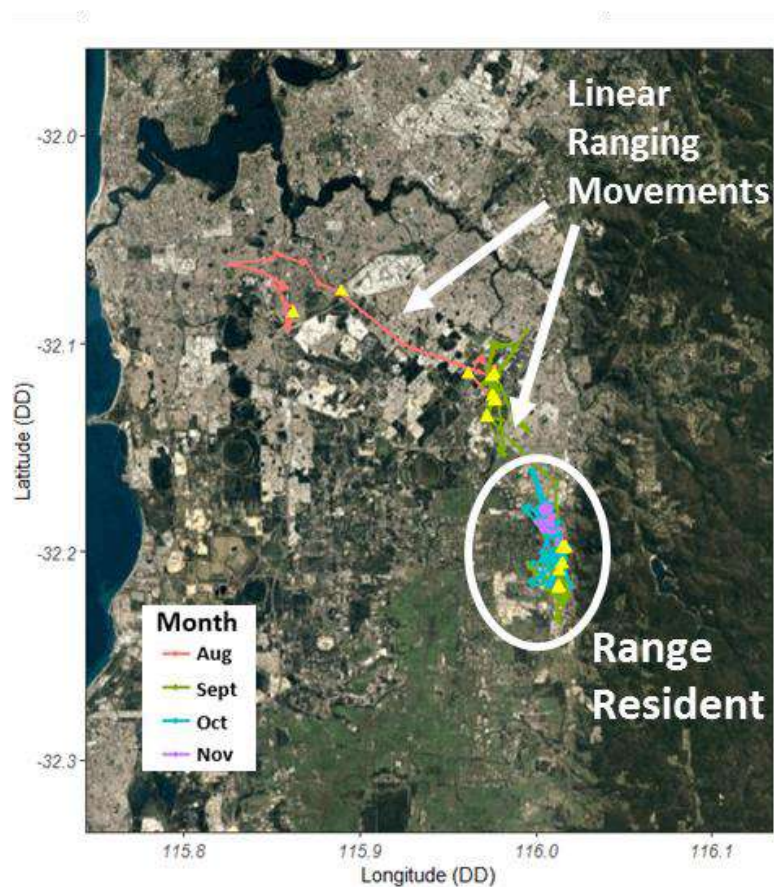 Linear
Ranging
Movements
-32.0
-32.1
-32.2
-32.3
Latitude (DD)
Month
Aug
Sept
Oct
Nov
Range
Resident
115.8
115.9
116.0
116.1
Longitude (DD)